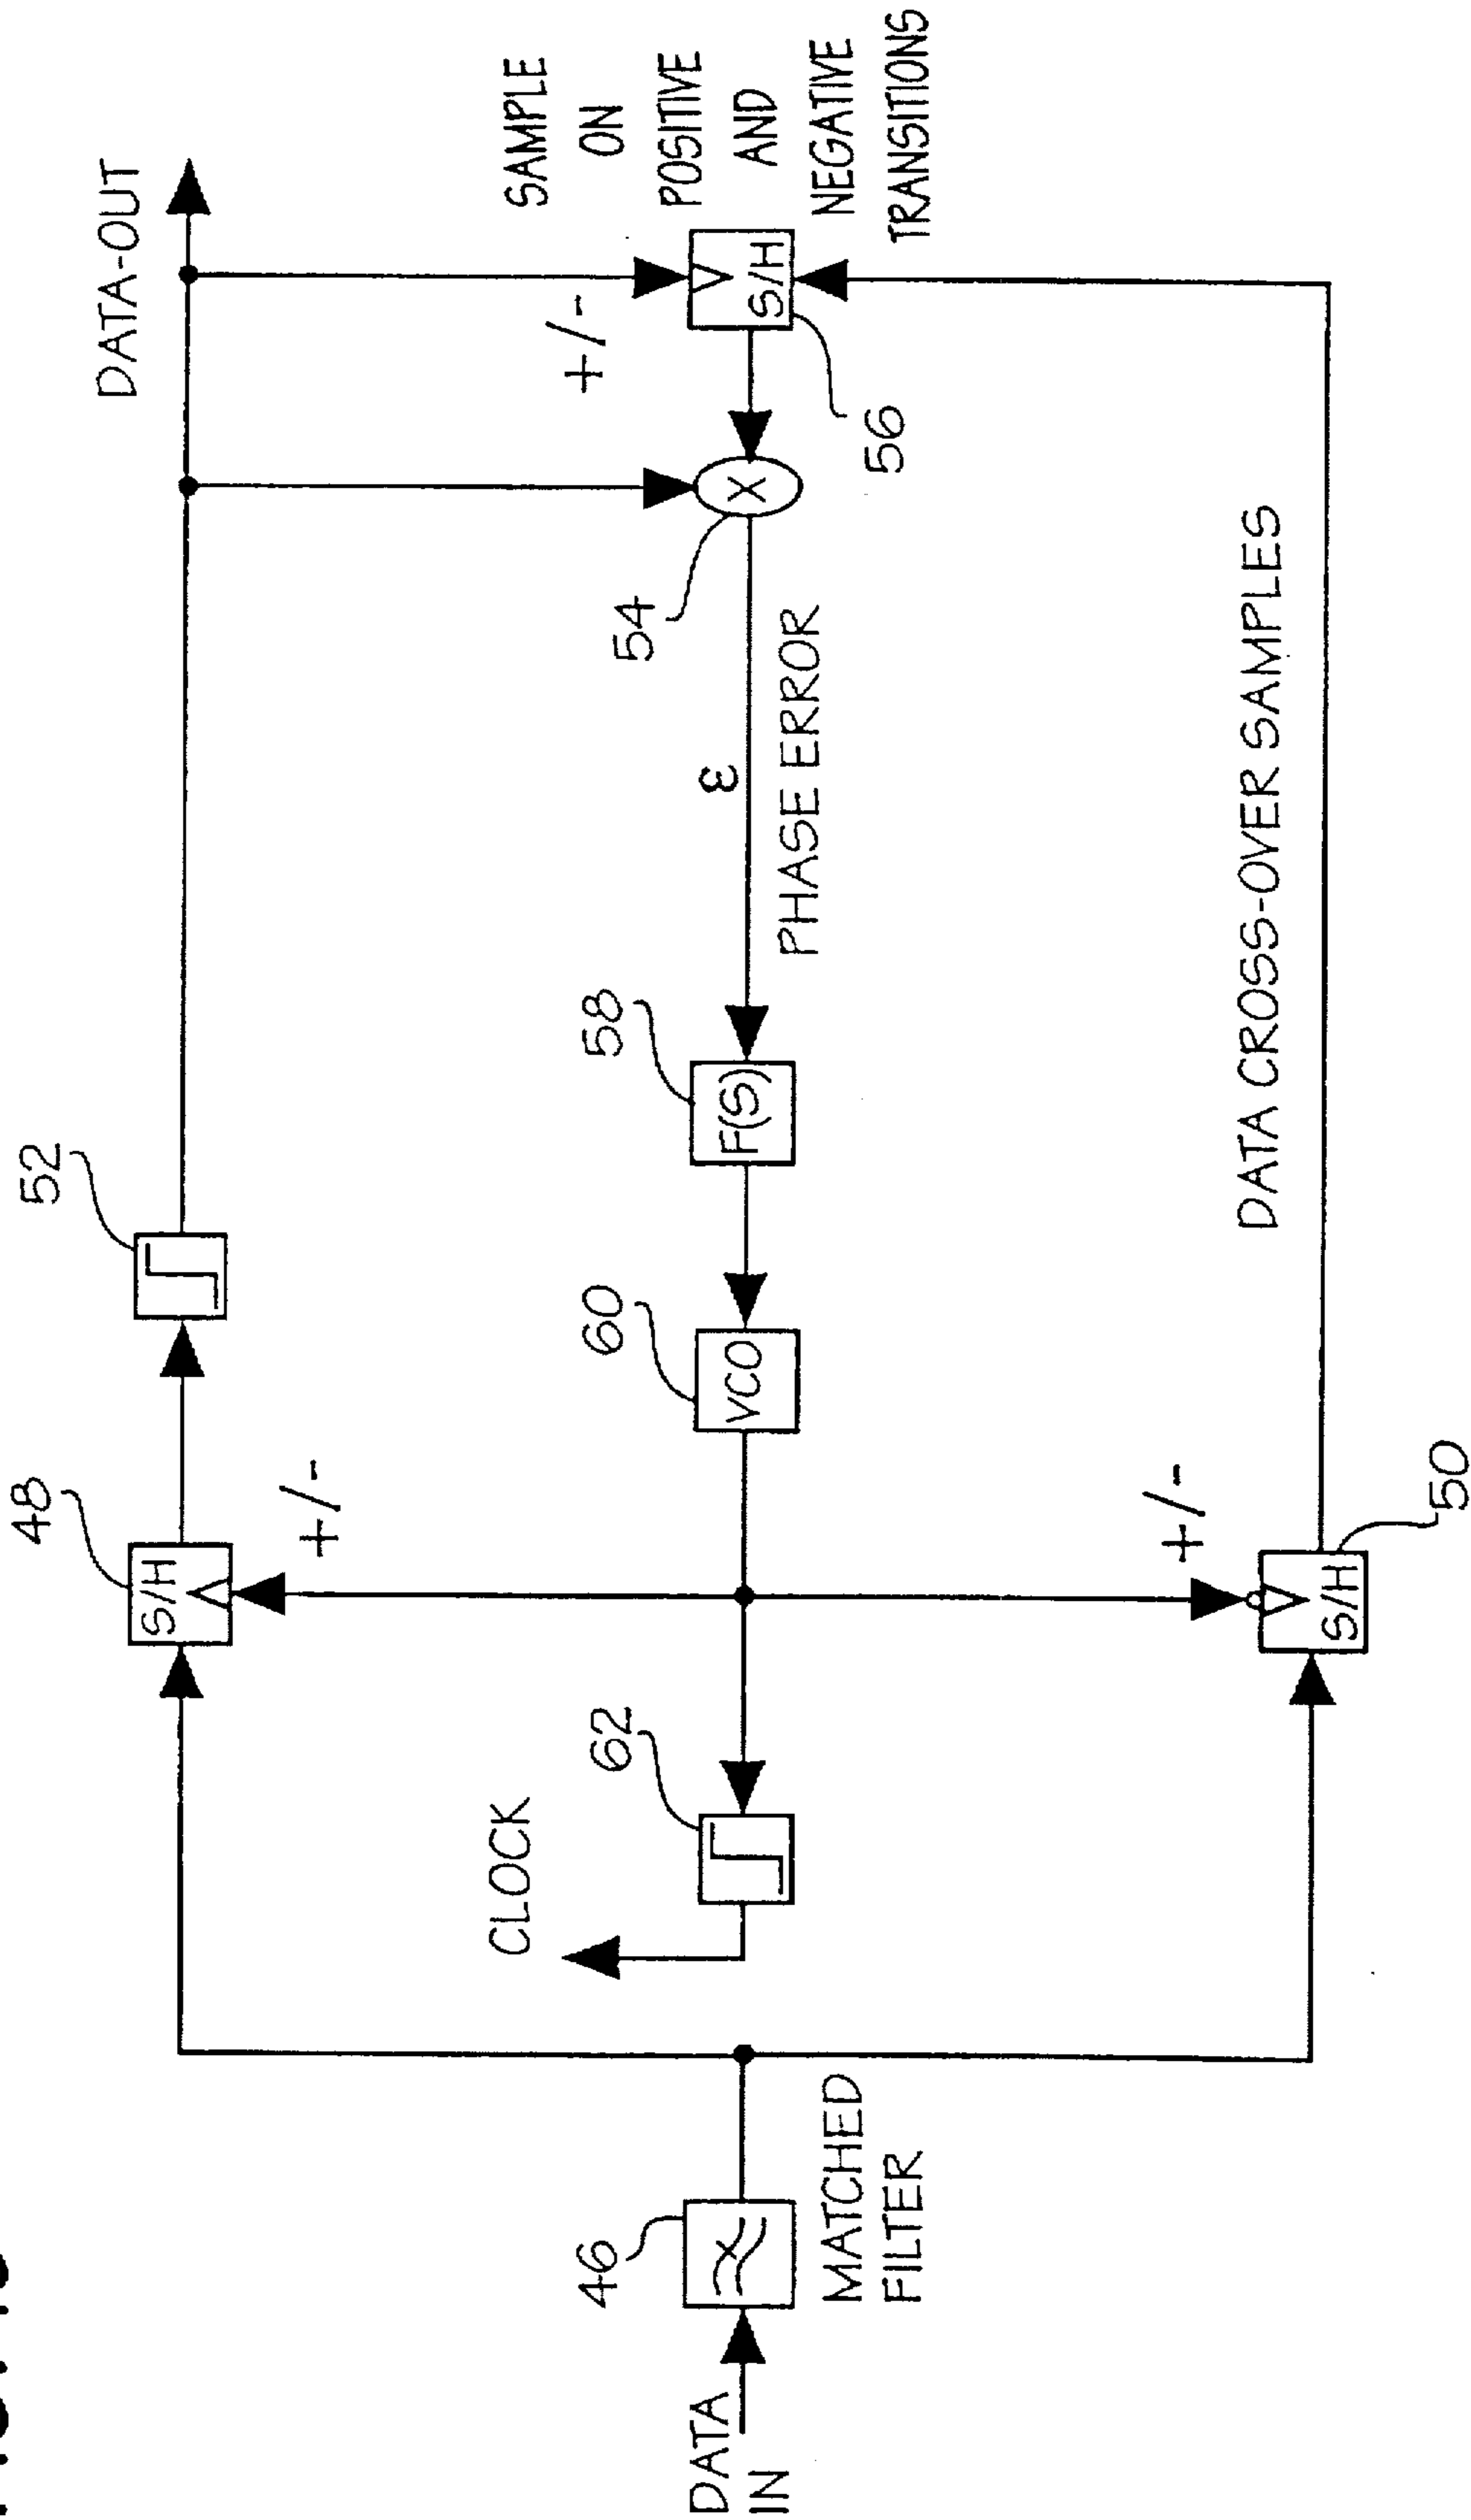 DATA-OUT
52
48
S/H
+/-
SAMPLE
ON
POSITIVE
AND
NEGATIVE
TRANSITIONS
+/-
S/H
56
X
54
ε
PHASE ERROR
58
F(S)
60
VCO
62
CLOCK
46
DATA
IN
MATCHED
FILTER
+/-
S/H
50
DATA CROSS-OVER SAMPLES